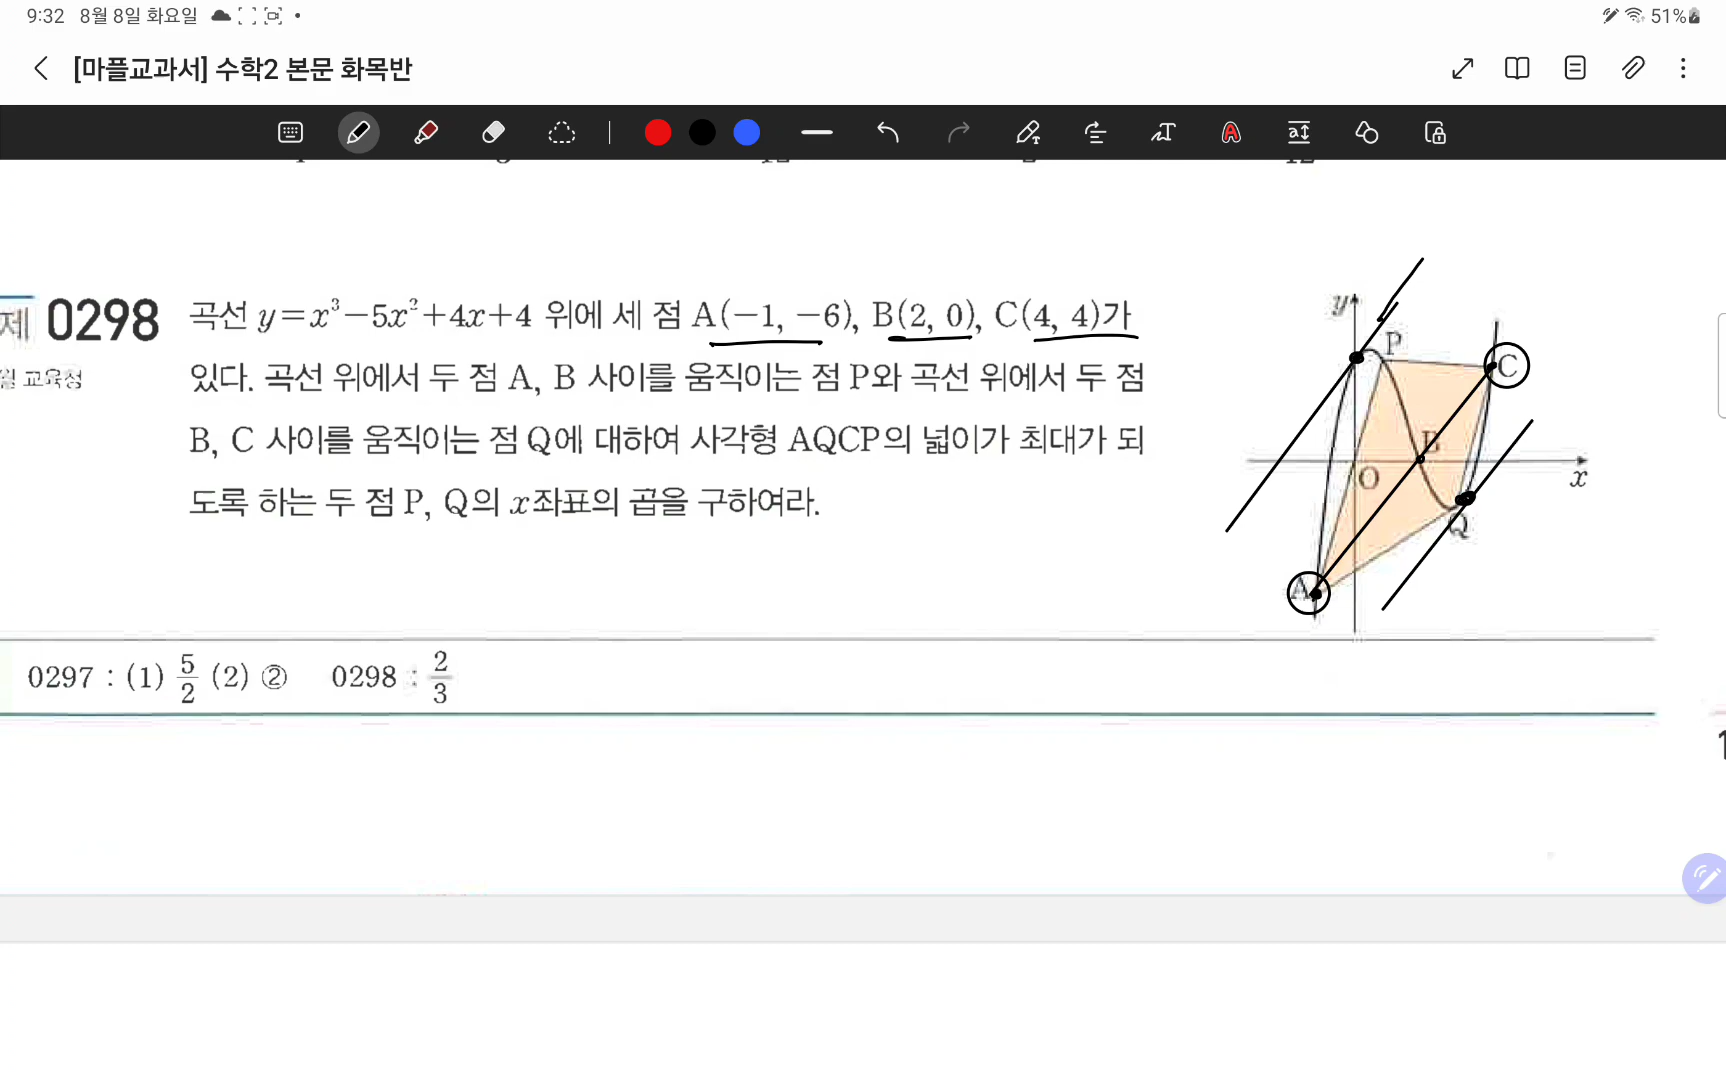 9:32 8월 8일 화요일
51%
[마플교과서] 수학2 본문 화목반
제 0298 곡선 y=x³-5x²+4x+4 위에 세 점 A(-1, -6), B(2, 0), C(4, 4)가
교육청 있다. 곡선 위에서 두 점 A, B 사이를 움직이는 점 P와 곡선 위에서 두 점
B, C 사이를 움직이는 점 Q에 대하여 사각형 AQCP의 넓이가 최대가 되
도록 하는 두 점 P, Q의 x좌표의 곱을 구하여라.
y
P
C
B
O
x
Q
A
0297 : (1) 5/2 (2) ② 0298 : 2/3